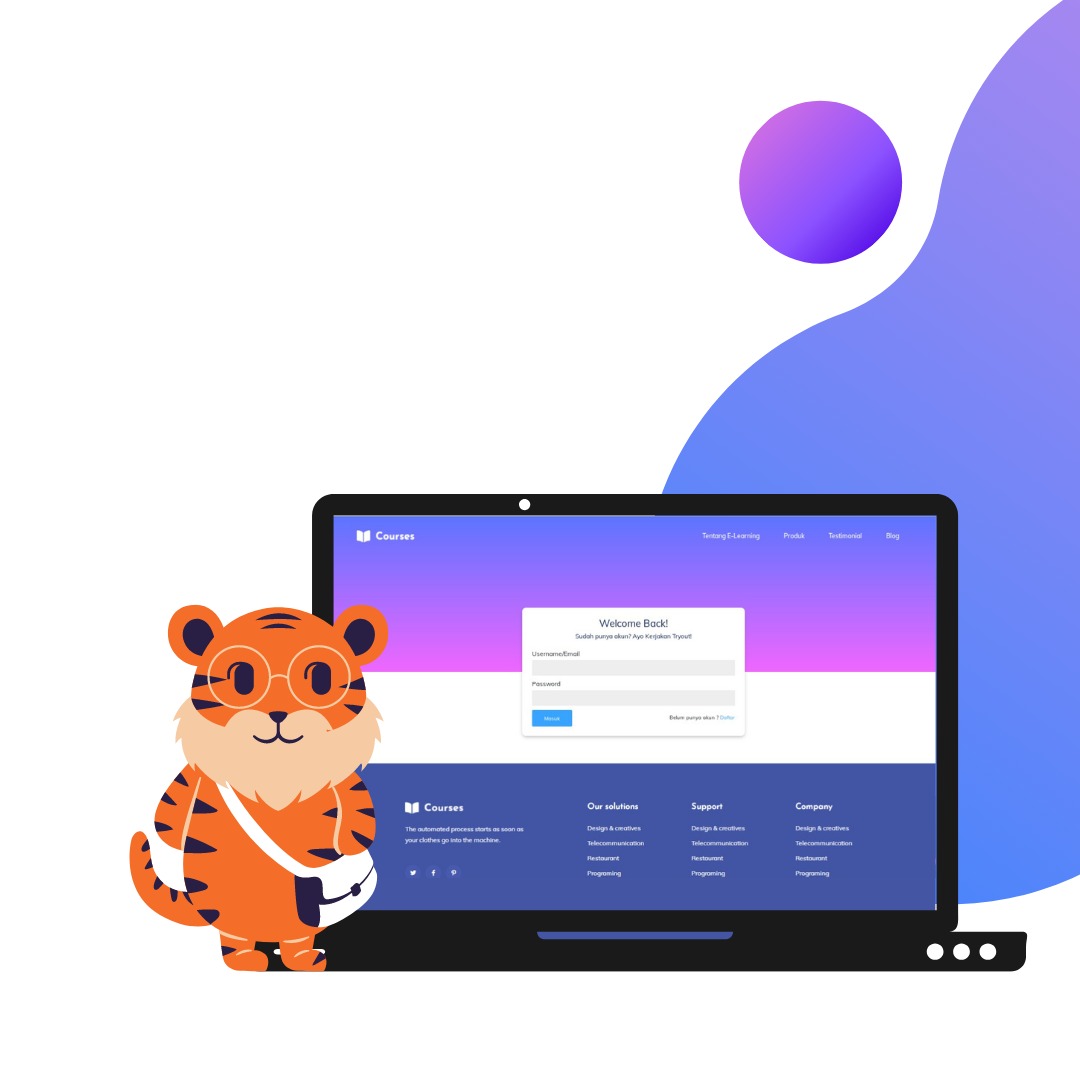 Courses
Tentang E-Learning Produk Testimonial Blog
Welcome Back!
Sudah punya akun? Ayo Kerjakan Tryout!
Username/Email
Password
Masuk
Belum punya akun ? Daftar
Courses
The automated process starts as soon as
your clothes go into the machine.
Our solutions
Design & creatives
Telecommunication
Restaurant
Programing
Support
Design & creatives
Telecommunication
Restaurant
Programing
Company
Design & creatives
Telecommunication
Restaurant
Programing